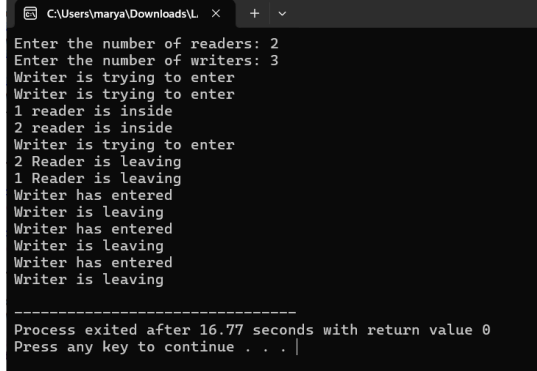 C:\Users\marya\Downloads\L
Enter the number of readers: 2
Enter the number of writers: 3
Writer is trying to enter
Writer is trying to enter
1 reader is inside
2 reader is inside
Writer is trying to enter
2 Reader is leaving
1 Reader is leaving
Writer has entered
Writer is leaving
Writer has entered
Writer is leaving
Writer has entered
Writer is leaving
--------------------------------
Process exited after 16.77 seconds with return value 0
Press any key to continue . . .